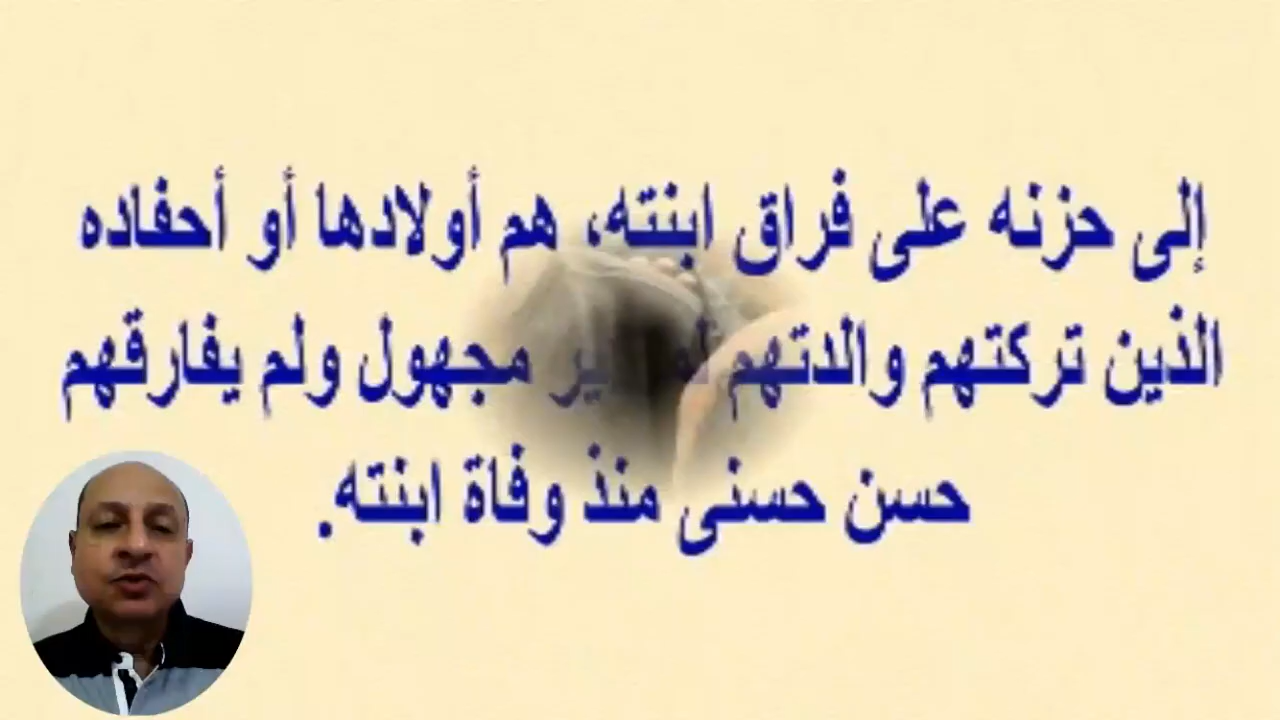 إلى حزنه على فراق ابنته، هم أولادها أو أحفاده
الذين تركتهم والدتهم لمصير مجهول ولم يفارقهم
حسن حسنى منذ وفاة ابنته.